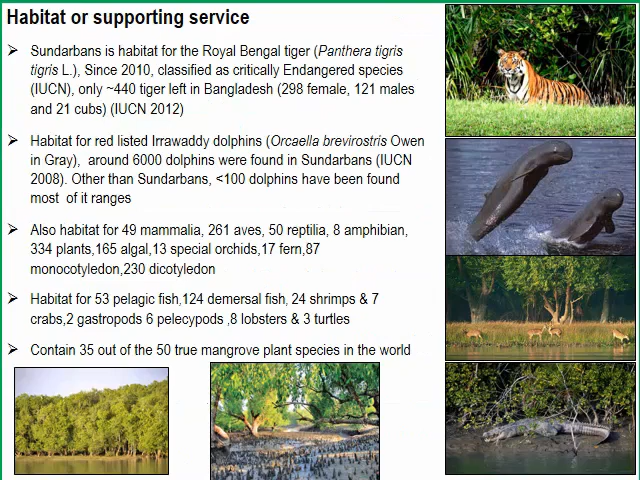 Habitat or supporting service
➢ Sundarbans is habitat for the Royal Bengal tiger (Panthera tigris
tigris L.), Since 2010, classified as critically Endangered species
(IUCN), only ~440 tiger left in Bangladesh (298 female, 121 males
and 21 cubs) (IUCN 2012)
➢ Habitat for red listed Irrawaddy dolphins (Orcaella brevirostris Owen
in Gray), around 6000 dolphins were found in Sundarbans (IUCN
2008). Other than Sundarbans, <100 dolphins have been found
most of it ranges
➢ Also habitat for 49 mammalia, 261 aves, 50 reptilia, 8 amphibian,
334 plants,165 algal,13 special orchids,17 fern,87
monocotyledon,230 dicotyledon
➢ Habitat for 53 pelagic fish,124 demersal fish, 24 shrimps & 7
crabs,2 gastropods 6 pelecypods ,8 lobsters & 3 turtles
➢ Contain 35 out of the 50 true mangrove plant species in the world